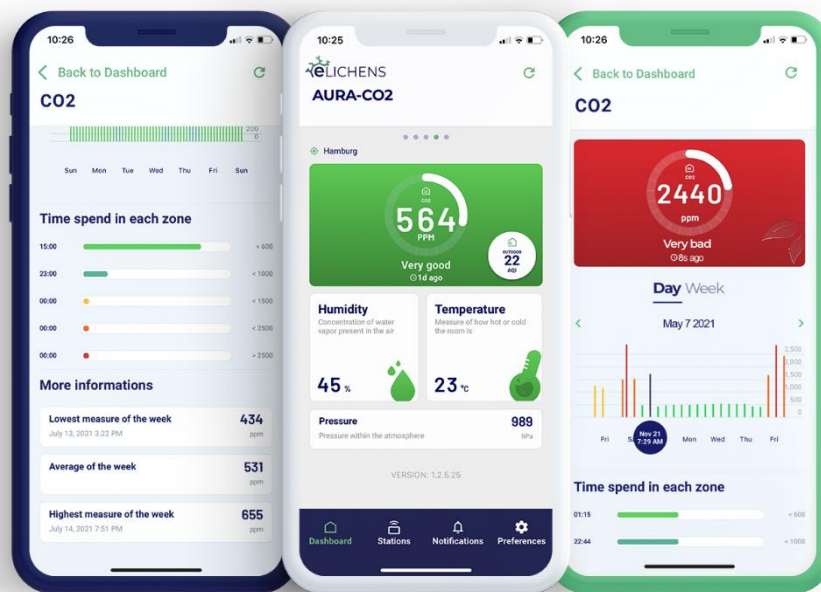 10:26
Back to Dashboard
CO2
200
0
Sun Mon Tue Wed Thu Fri Sun
Time spend in each zone
15:00 < 600
23:00 < 1000
00:00 < 1500
00:00 < 2500
00:00 > 2500
More informations
Lowest measure of the week 434
July 13, 2021 3:22 PM ppm
Average of the week 531
ppm
Highest measure of the week 655
July 14, 2021 7:51 PM ppm
10:25
eLICHENS
AURA-CO2
Hamburg
CO2
564
PPM
Very good
1d ago
OUTDOOR
22
AQI
Humidity
Concentration of water
vapor present in the air
45 %
Temperature
Measure of how hot or cold
the room is
23 °C
Pressure 989
Pressure within the atmosphere hPa
VERSION: 1.2.5.25
Dashboard Stations Notifications Preferences
10:26
Back to Dashboard
CO2
CO2
2440
ppm
Very bad
8s ago
Day Week
May 7 2021
2,500
2,000
1,500
1,000
500
0
Nov 21
7:29 AM
Fri Mon Wed Thu Fri
Time spend in each zone
01:15 < 600
22:44 < 1000